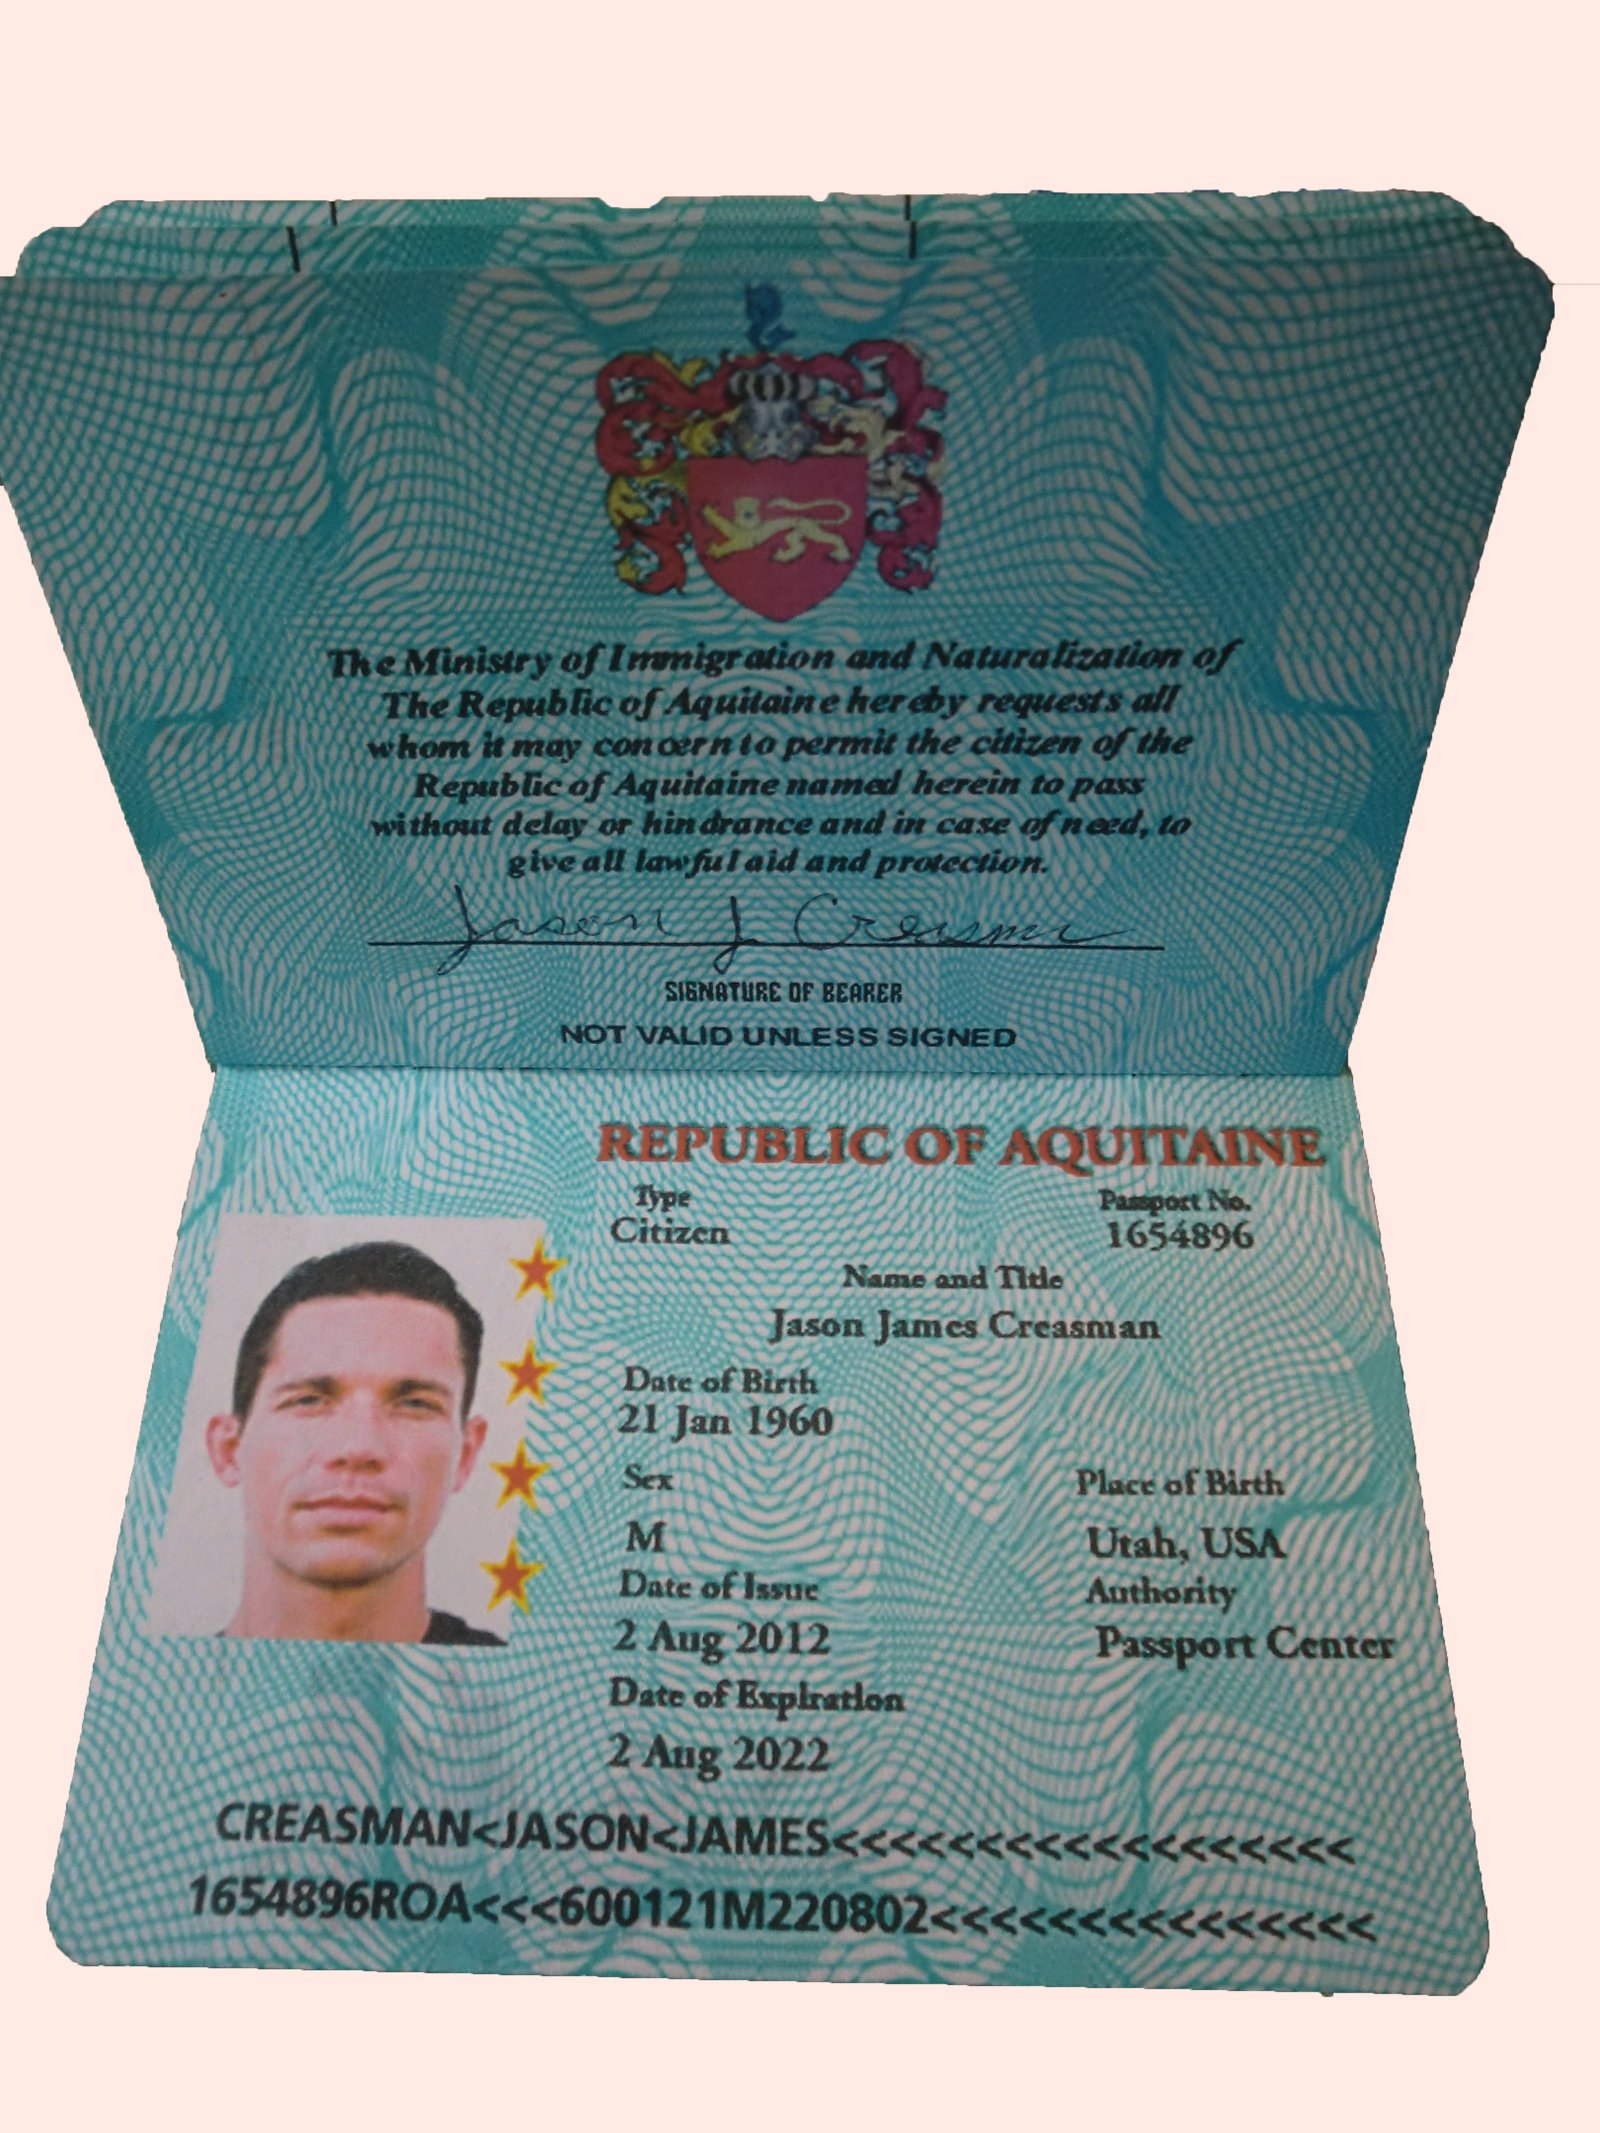 The Ministry of Immigration and Naturalization of
The Republic of Aquitaine hereby requests all
whom it may concern to permit the citizen of the
Republic of Aquitaine named herein to pass
without delay or hindrance and in case of need, to
give all lawful aid and protection.
Jason J Creasman
SIGNATURE OF BEARER
NOT VALID UNLESS SIGNED
REPUBLIC OF AQUITAINE
Type Passport No.
Citizen 1654896
Name and Title
Jason James Creasman
Date of Birth
21 Jan 1960
Sex Place of Birth
M Utah, USA
Date of Issue Authority
2 Aug 2012 Passport Center
Date of Expiration
2 Aug 2022
CREASMAN<JASON<JAMES<<<<<<<<<<<<<<<<<<<
1654896ROA<<<600121M220802<<<<<<<<<<<<<<<<